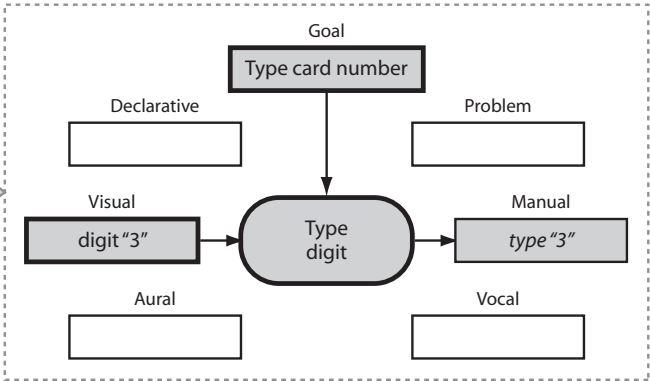 Goal
Type card number
Declarative
Problem
Visual
Manual
digit “3”
Type
digit
type “3”
Aural
Vocal